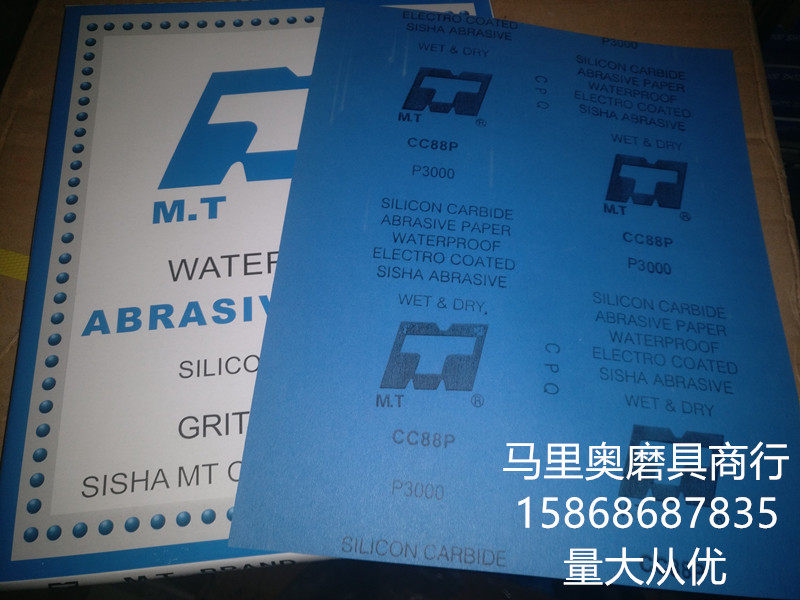 M.T
WATER
ABRASIV
SILICO
GRIT
SISHA MT C
M.T BRAND
ELECTRO COATED
SISHA ABRASIVE
WET & DRY
M.T ®
CC88P
P3000
SILICON CARBIDE
ABRASIVE PAPER
WATERPROOF
ELECTRO COATED
SISHA ABRASIVE
WET & DRY
M.T ®
CC88P
P3000
SILICON CARBIDE
CPQ
CPQ
P3000
SILICON CARBIDE
ABRASIVE PAPER
WATERPROOF
ELECTRO COATED
SISHA ABRASIVE
WET & DRY
M.T ®
CC88P
P3000
SILICON CARBIDE
ABRASIVE PAPER
WATERPROOF
ELECTRO COATED
SISHA ABRASIVE
WET & DRY
马里奥磨具商行
15868687835
量大从优